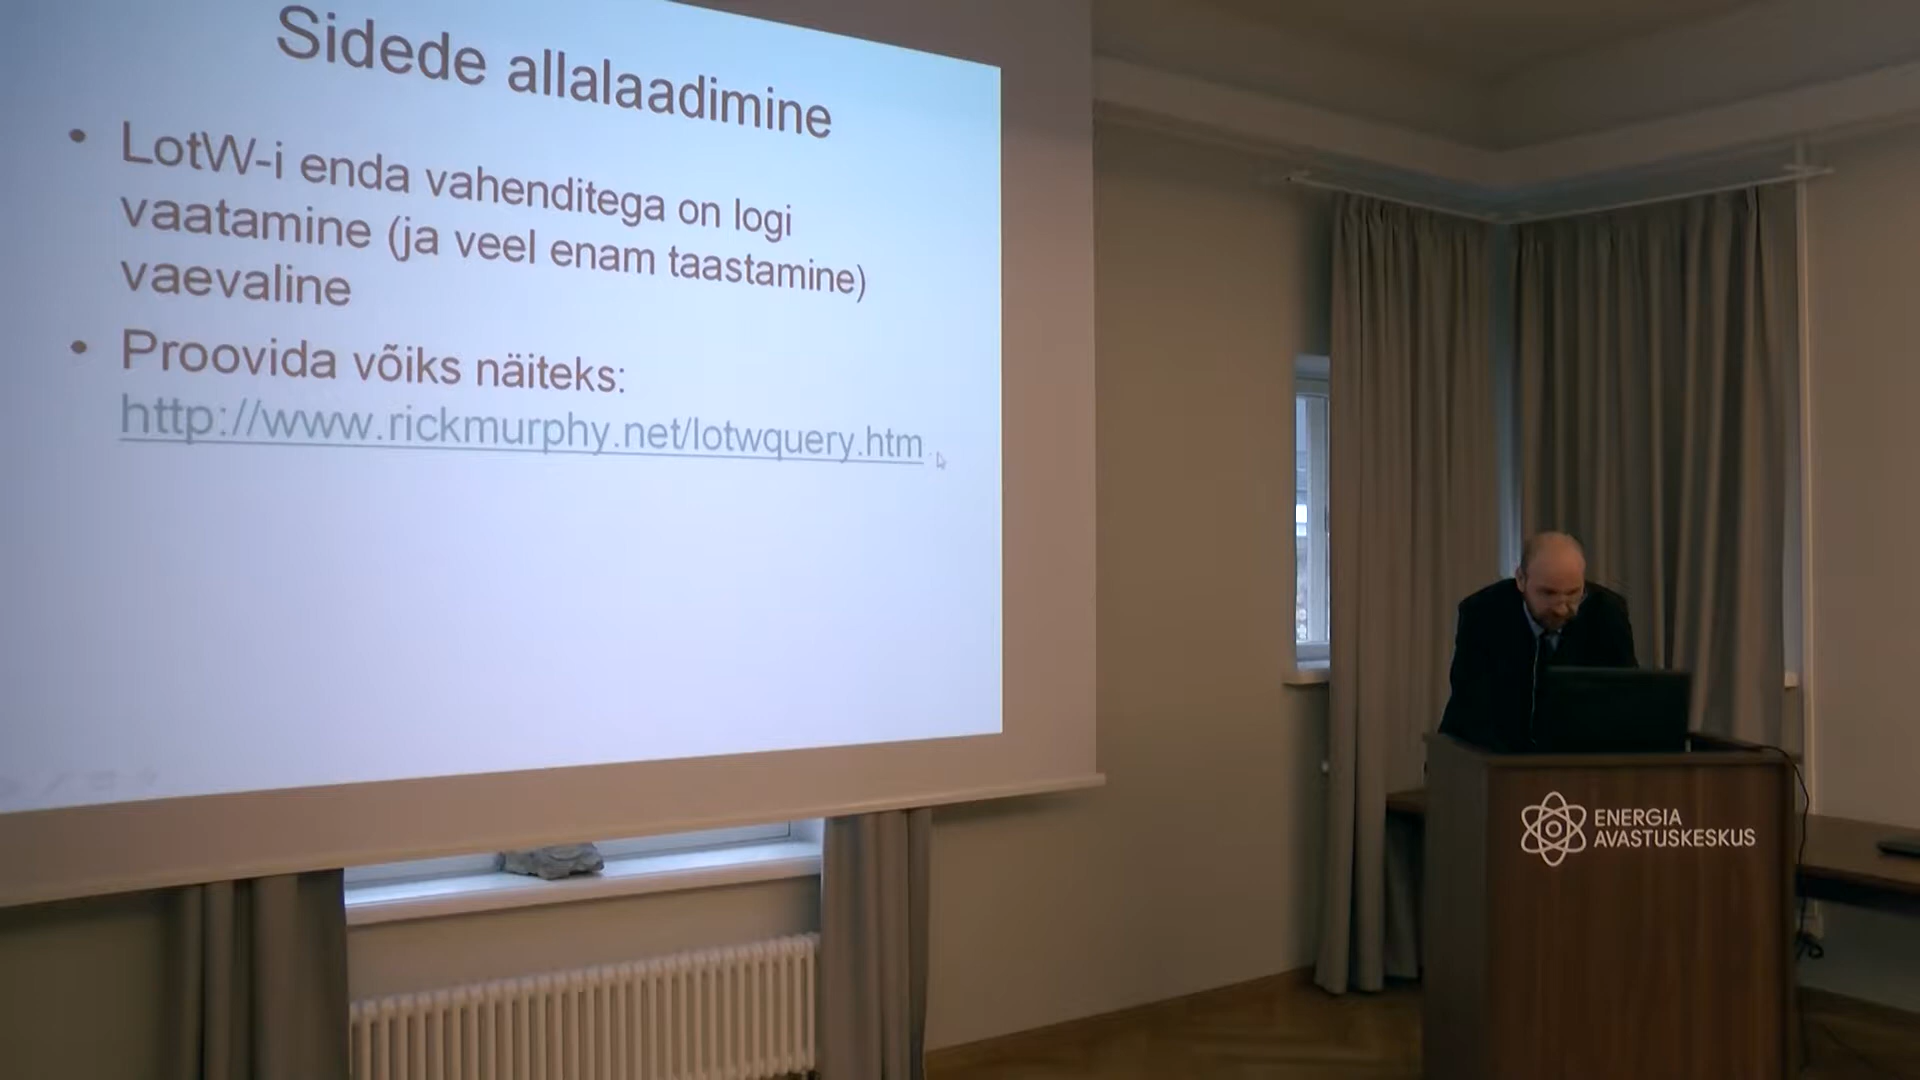 Sidede allalaadimine
• LotW-i enda vahenditega on logi
vaatamine (ja veel enam taastamine)
vaevaline
• Proovida võiks näiteks:
http://www.rickmurphy.net/lotwquery.htm
ENERGIA
AVASTUSKESKUS